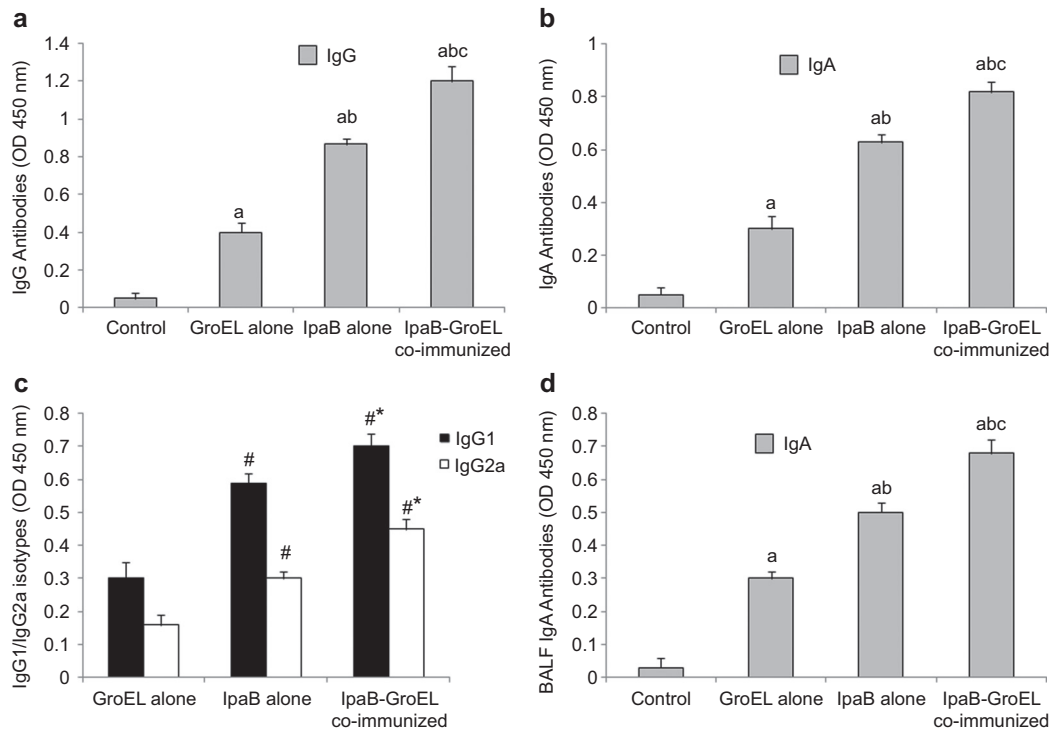 a
IgG Antibodies (OD 450 nm)
1.4
1.2
1
0.8
0.6
0.4
0.2
0
IgG
a
ab
abc
Control
GroEL alone
IpaB alone
IpaB-GroEL
co-immunized
b
IgA Antibodies (OD 450 nm)
1
0.8
0.6
0.4
0.2
0
IgA
a
ab
abc
Control
GroEL alone
IpaB alone
IpaB-GroEL
co-immunized
c
IgG1/IgG2a isotypes (OD 450 nm)
0.8
0.7
0.6
0.5
0.4
0.3
0.2
0.1
0
IgG1
IgG2a
#
#
#*
#*
GroEL alone
IpaB alone
IpaB-GroEL
co-immunized
d
BALF IgA Antibodies (OD 450 nm)
0.8
0.7
0.6
0.5
0.4
0.3
0.2
0.1
0
IgA
a
ab
abc
Control
GroEL alone
IpaB alone
IpaB-GroEL
co-immunized